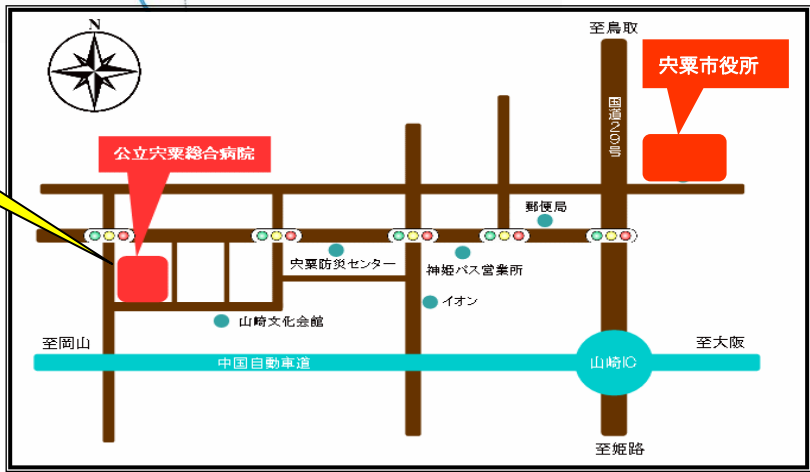 至鳥取
N
宍粟市役所
国道29号
公立宍粟総合病院
郵便局
宍粟防災センター
神姫バス営業所
イオン
山崎文化会館
至岡山
至大阪
中国自動車道
山崎IC
至姫路